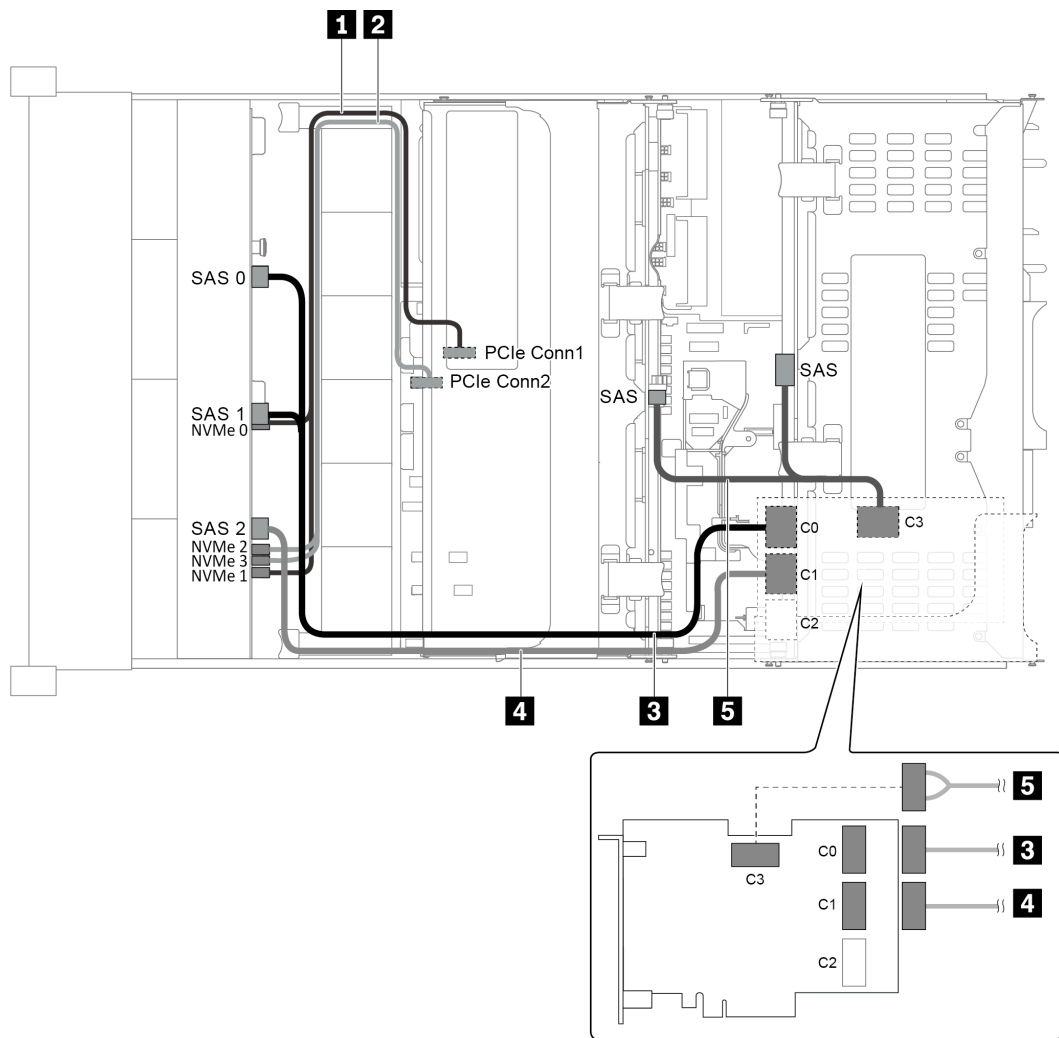 1 2
SAS 0
PCIe Conn1
SAS
PCIe Conn2
SAS
SAS 1
NVMe 0
SAS 2
C0
C3
NVMe 2
NVMe 3
NVMe 1
C1
C2
4
3
5
5
C0
3
C3
C1
4
C2